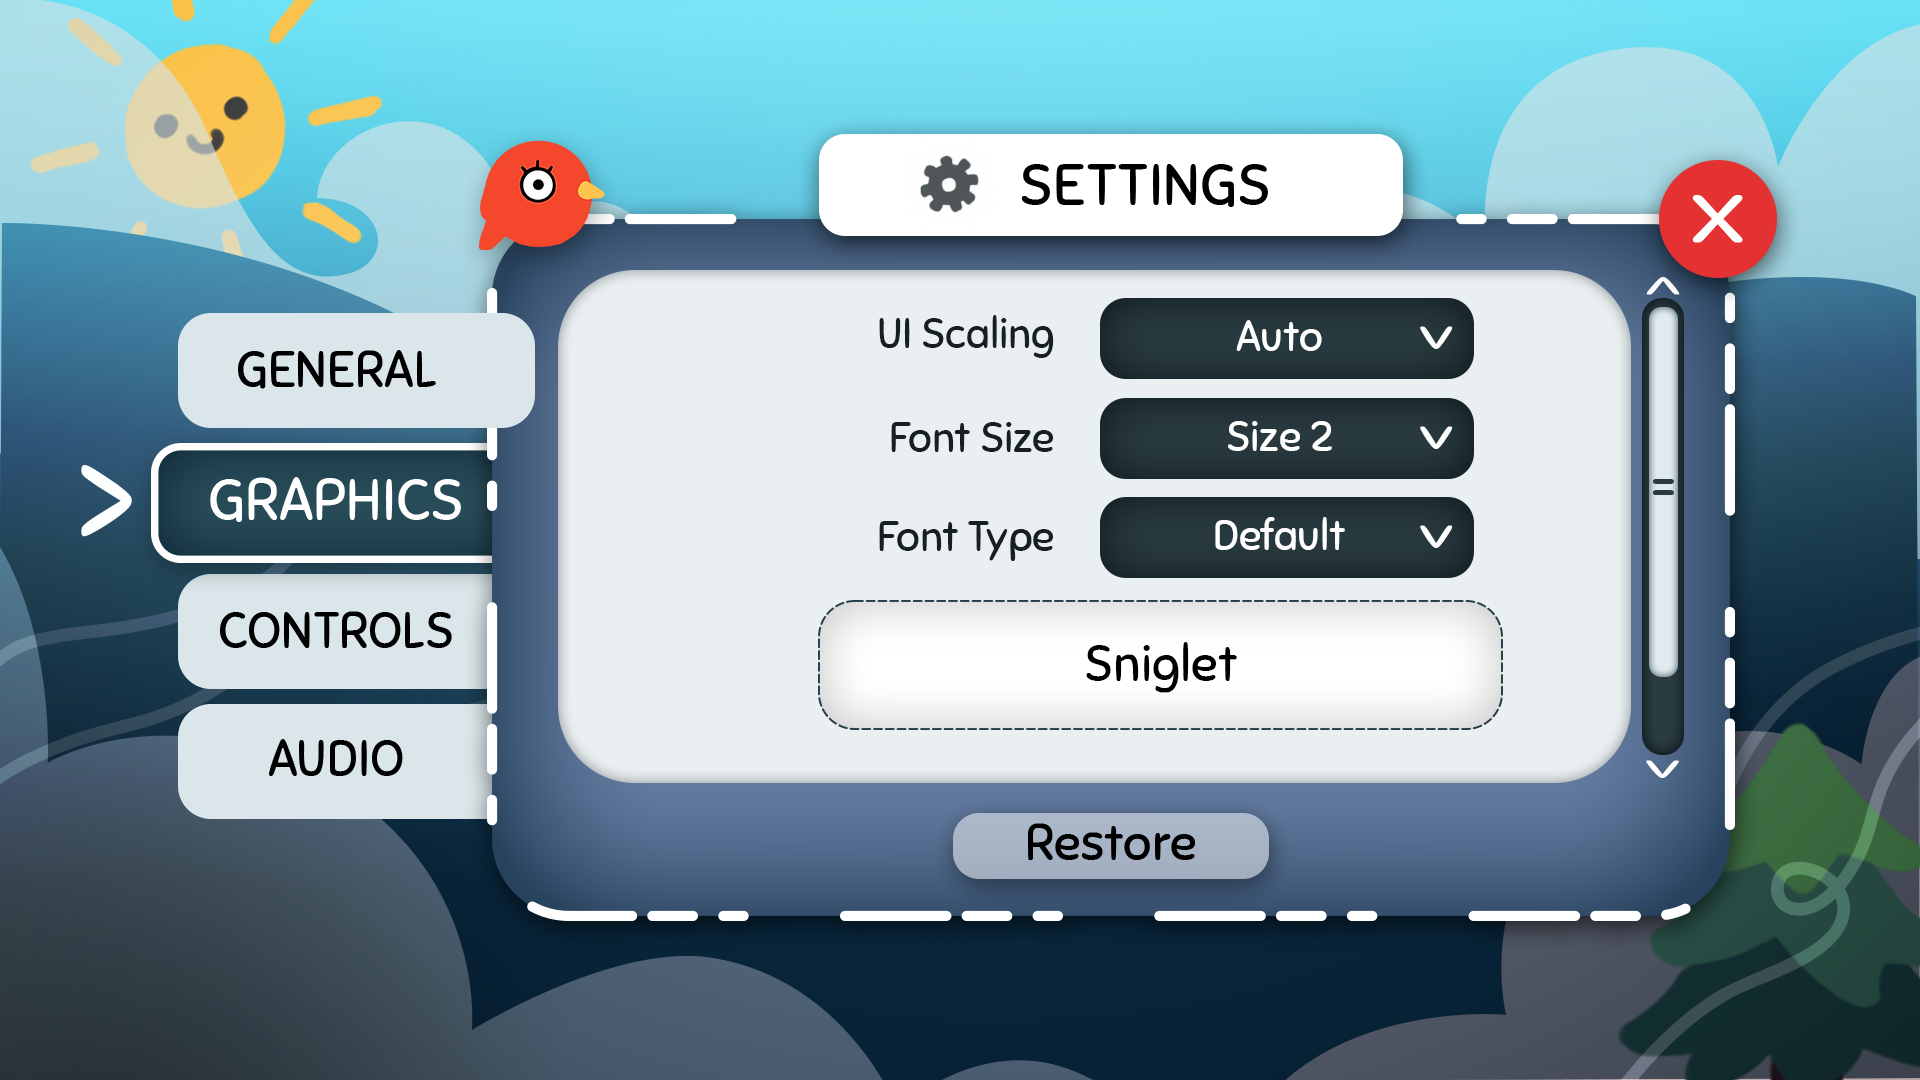 SETTINGS
GENERAL
GRAPHICS
CONTROLS
AUDIO
UI Scaling
Auto
Font Size
Size 2
Font Type
Default
Sniglet
Restore